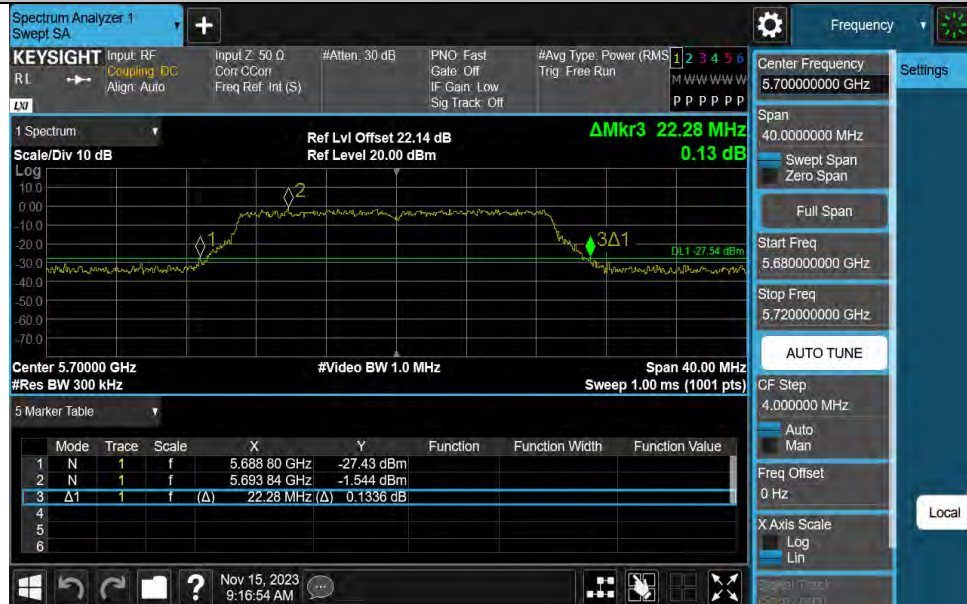 Spectrum Analyzer 1
Swept SA
+
Frequency
KEYSIGHT
Input: RF
Coupling: DC
Align: Auto
Input Z: 50 Ω
Corr CCorr
Freq Ref: Int (S)
#Atten: 30 dB
PNO: Fast
Gate: Off
IF Gain: Low
Sig Track: Off
#Avg Type: Power (RMS
Trig: Free Run
1 2 3 4 5 6
M W W W W W
P P P P P P
LXI
1 Spectrum
Scale/Div 10 dB
Ref Lvl Offset 22.14 dB
Ref Level 20.00 dBm
ΔMkr3 22.28 MHz
0.13 dB
Log
10.0
0.00
-10.0
-20.0
-30.0
-40.0
-50.0
-60.0
-70.0
1
2
3Δ1
DL1 -27.54 dBm
Center 5.70000 GHz
#Res BW 300 kHz
#Video BW 1.0 MHz
Span 40.00 MHz
Sweep 1.00 ms (1001 pts)
5 Marker Table
Mode Trace Scale X Y Function Function Width Function Value
1 N 1 f 5.688 80 GHz -27.43 dBm
2 N 1 f 5.693 84 GHz -1.544 dBm
3 Δ1 1 f (Δ) 22.28 MHz (Δ) 0.1336 dB
4
5
6
?
Nov 15, 2023
9:16:54 AM
Center Frequency
5.700000000 GHz
Span
40.0000000 MHz
Swept Span
Zero Span
Full Span
Start Freq
5.680000000 GHz
Stop Freq
5.720000000 GHz
AUTO TUNE
CF Step
4.000000 MHz
Auto
Man
Freq Offset
0 Hz
X Axis Scale
Log
Lin
Settings
Local